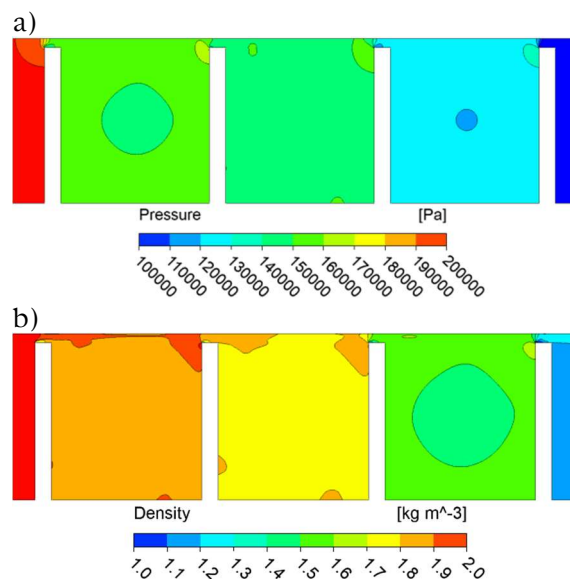 a)
Pressure [Pa]
100000 110000 120000 130000 140000 150000 160000 170000 180000 190000 200000
b)
Density [kg m^-3]
1.0 1.1 1.2 1.3 1.4 1.5 1.6 1.7 1.8 1.9 2.0